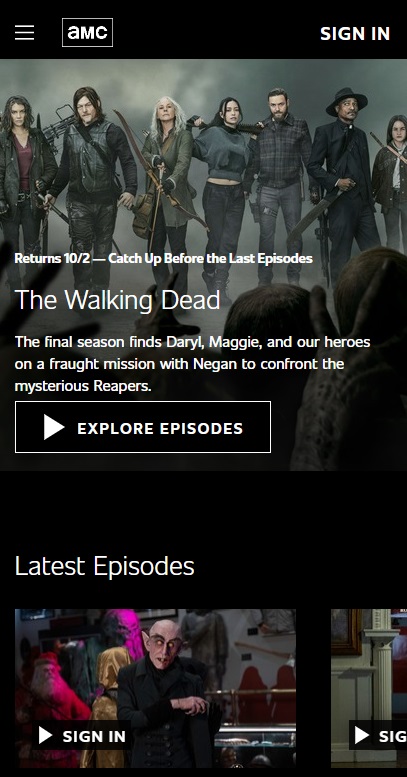 aMC
SIGN IN
Returns 10/2 — Catch Up Before the Last Episodes
The Walking Dead
The final season finds Daryl, Maggie, and our heroes
on a fraught mission with Negan to confront the
mysterious Reapers.
EXPLORE EPISODES
Latest Episodes
SIGN IN
SIG